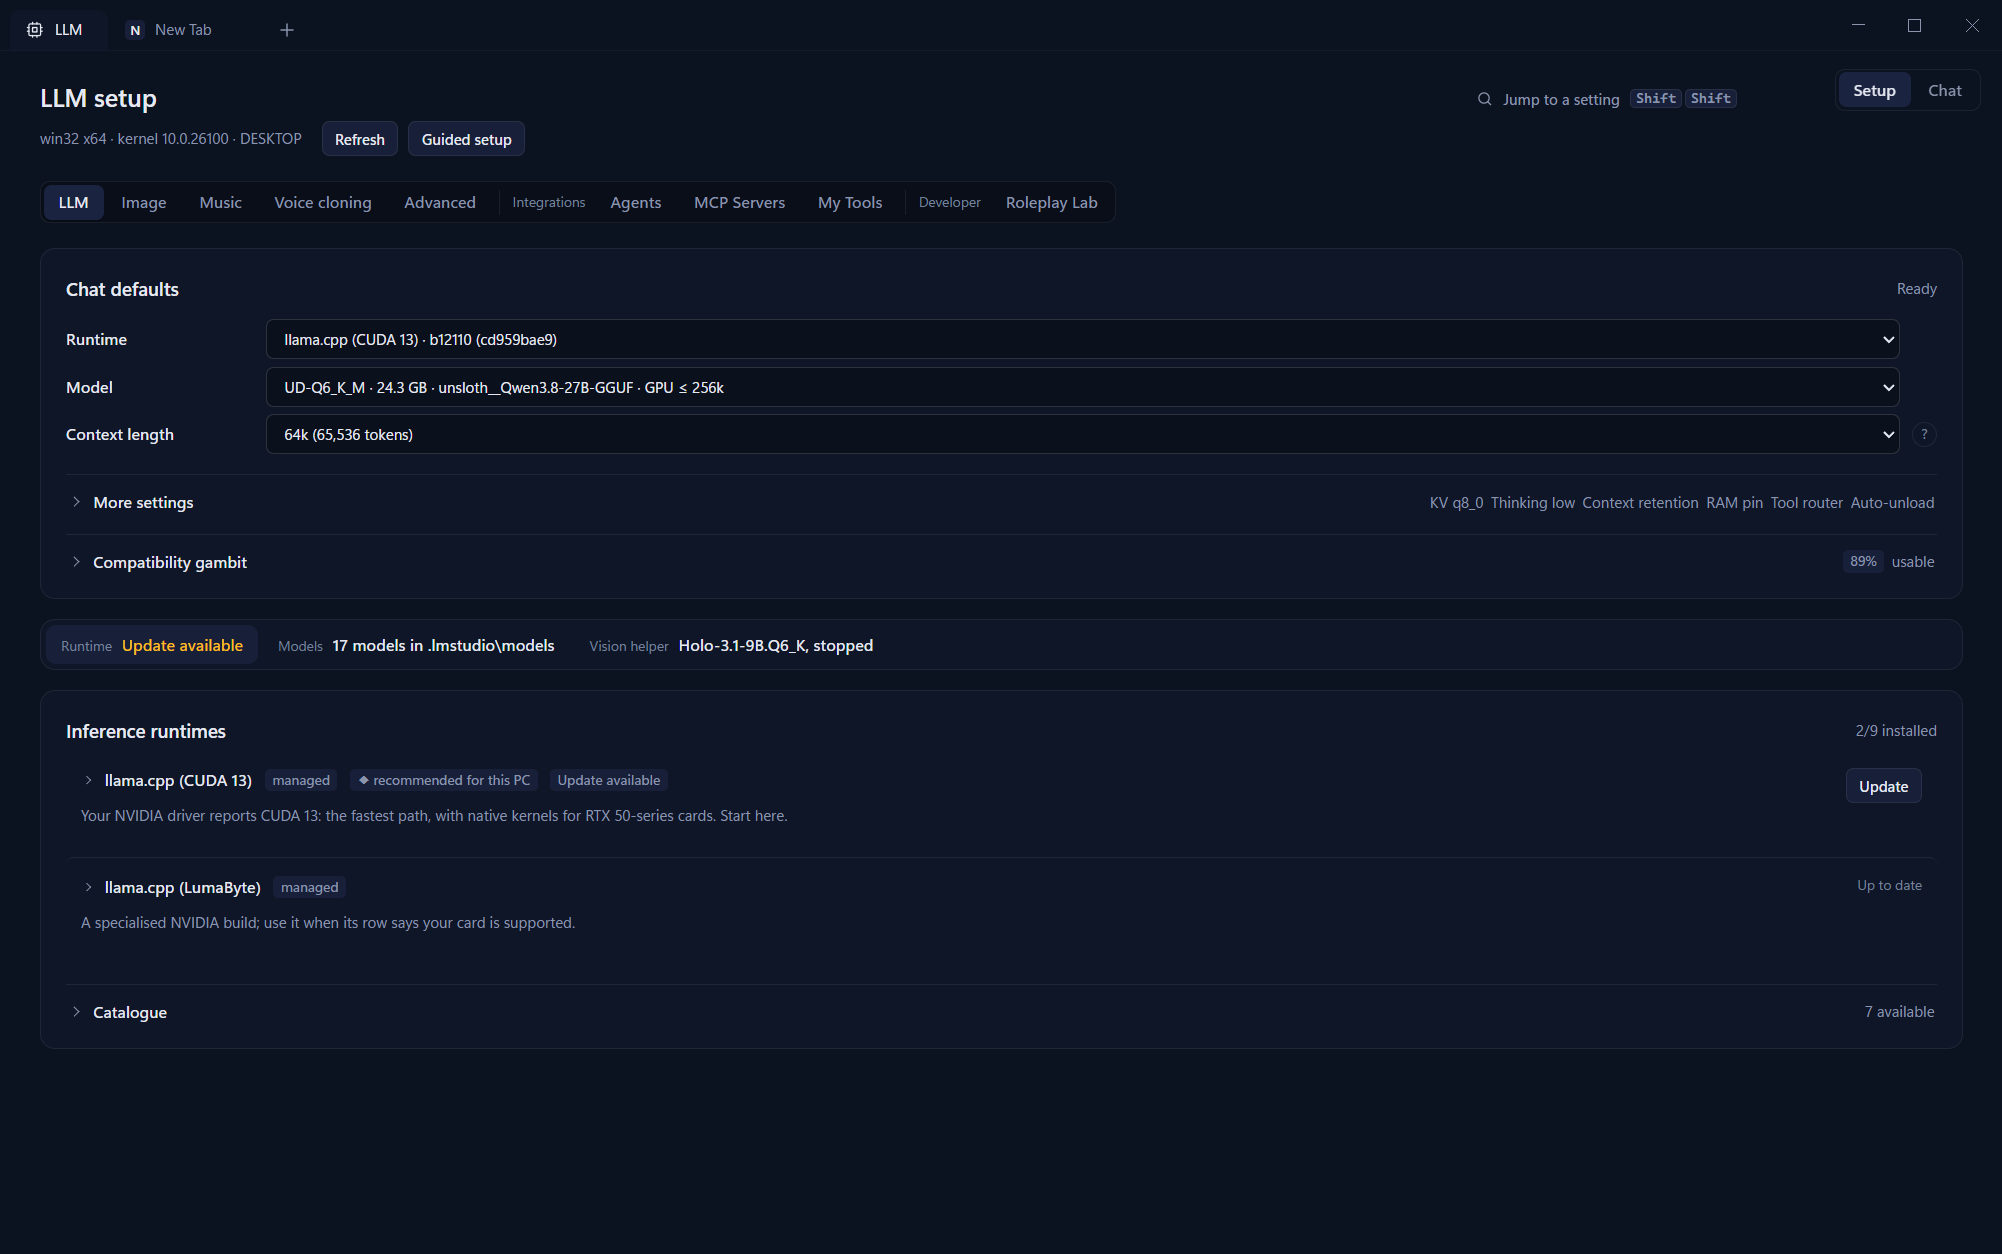 LLM
N New Tab
LLM setup
Jump to a setting Shift Shift
Setup Chat
win32 x64 · kernel 10.0.26100 · DESKTOP Refresh Guided setup
LLM Image Music Voice cloning Advanced Integrations Agents MCP Servers My Tools Developer Roleplay Lab
Chat defaults Ready
Runtime llama.cpp (CUDA 13) · b12110 (cd959bae9)
Model UD-Q6_K_M · 24.3 GB · unsloth__Qwen3.8-27B-GGUF · GPU ≤ 256k
Context length 64k (65,536 tokens) ?
More settings KV q8_0 Thinking low Context retention RAM pin Tool router Auto-unload
Compatibility gambit 89% usable
Runtime Update available Models 17 models in .lmstudio\models Vision helper Holo-3.1-9B.Q6_K, stopped
Inference runtimes 2/9 installed
llama.cpp (CUDA 13) managed ◆ recommended for this PC Update available Update
Your NVIDIA driver reports CUDA 13: the fastest path, with native kernels for RTX 50-series cards. Start here.
llama.cpp (LumaByte) managed Up to date
A specialised NVIDIA build; use it when its row says your card is supported.
Catalogue 7 available